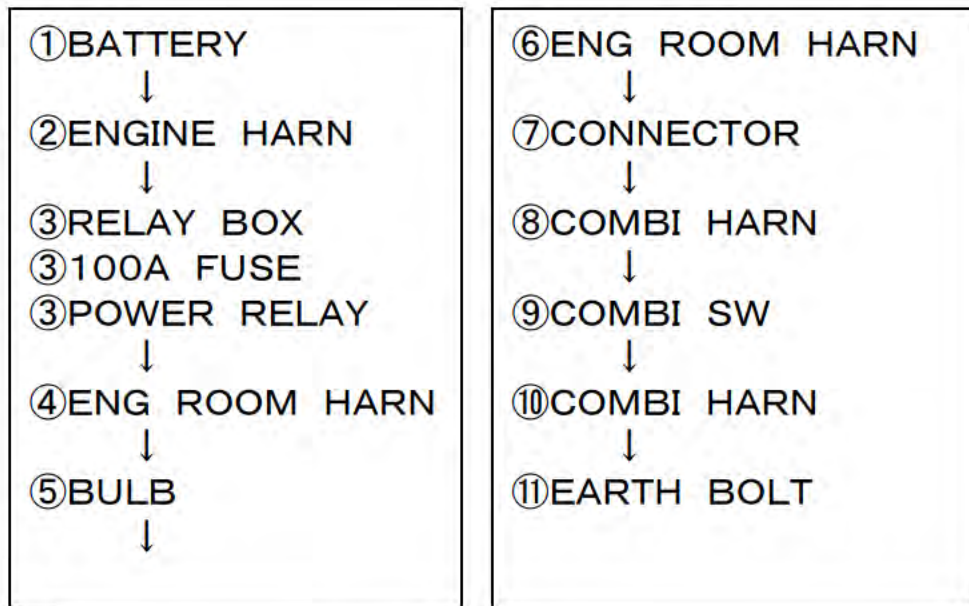 ①BATTERY
↓
②ENGINE HARN
↓
③RELAY BOX
③100A FUSE
③POWER RELAY
↓
④ENG ROOM HARN
↓
⑤BULB
↓
⑥ENG ROOM HARN
↓
⑦CONNECTOR
↓
⑧COMBI HARN
↓
⑨COMBI SW
↓
⑩COMBI HARN
↓
⑪EARTH BOLT